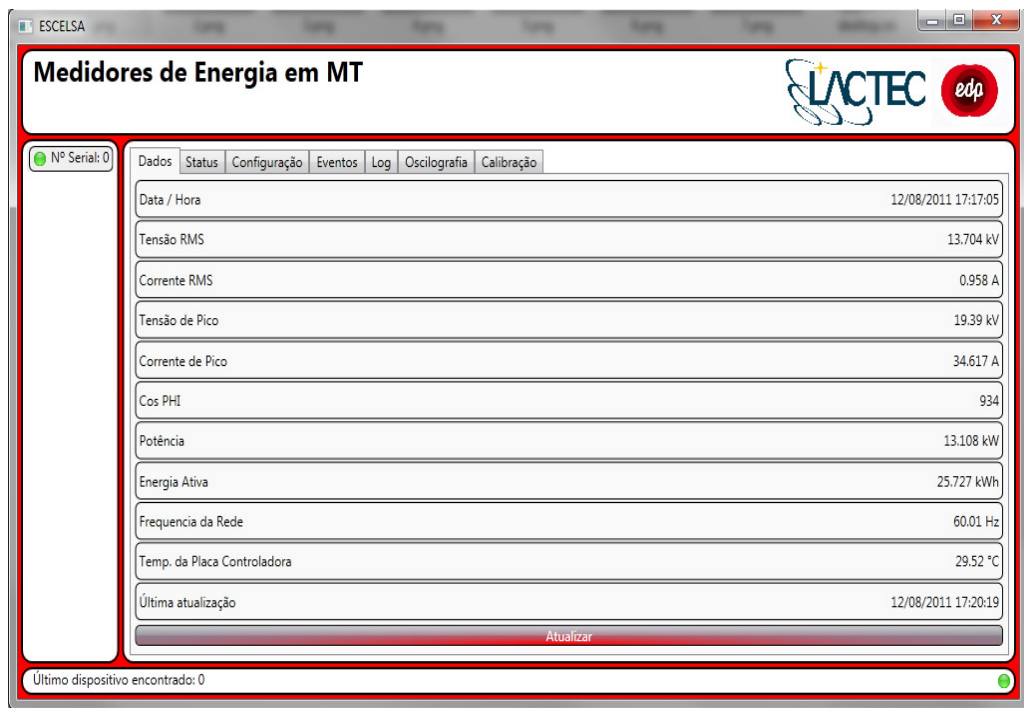 ESCELSA
Medidores de Energia em MT
LACTEC
edp
Nº Serial: 0
Dados Status Configuração Eventos Log Oscilografia Calibração
Data / Hora 12/08/2011 17:17:05
Tensão RMS 13.704 kV
Corrente RMS 0.958 A
Tensão de Pico 19.39 kV
Corrente de Pico 34.617 A
Cos PHI 934
Potência 13.108 kW
Energia Ativa 25.727 kWh
Frequencia da Rede 60.01 Hz
Temp. da Placa Controladora 29.52 °C
Última atualização 12/08/2011 17:20:19
Atualizar
Último dispositivo encontrado: 0